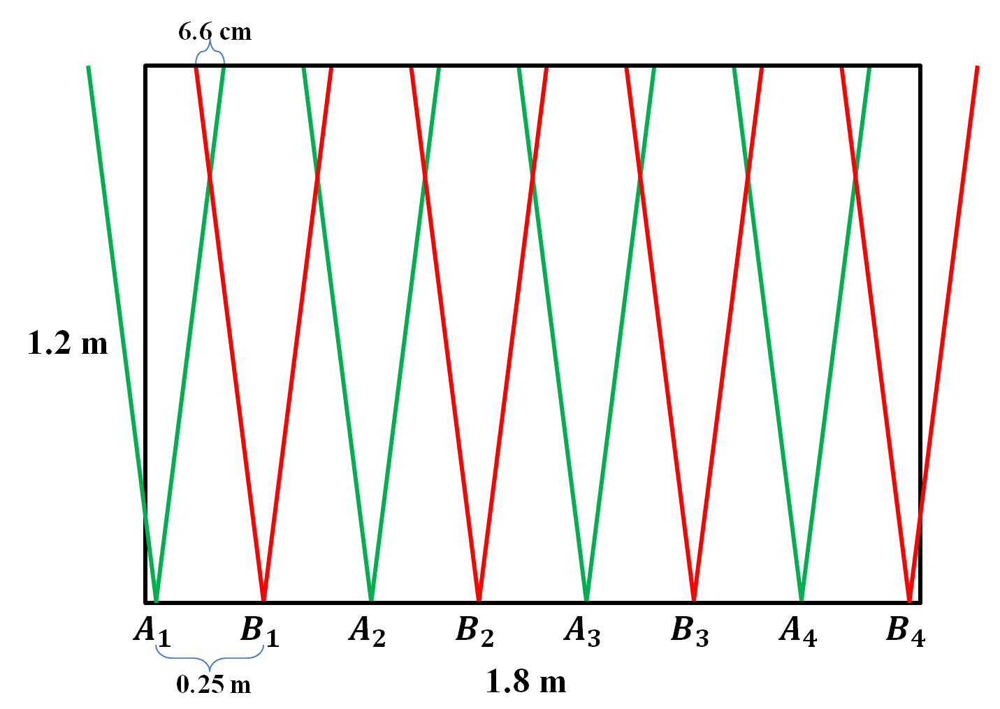 6.6 cm
1.2 m
A₁ B₁ A₂ B₂ A₃ B₃ A₄ B₄
0.25 m
1.8 m